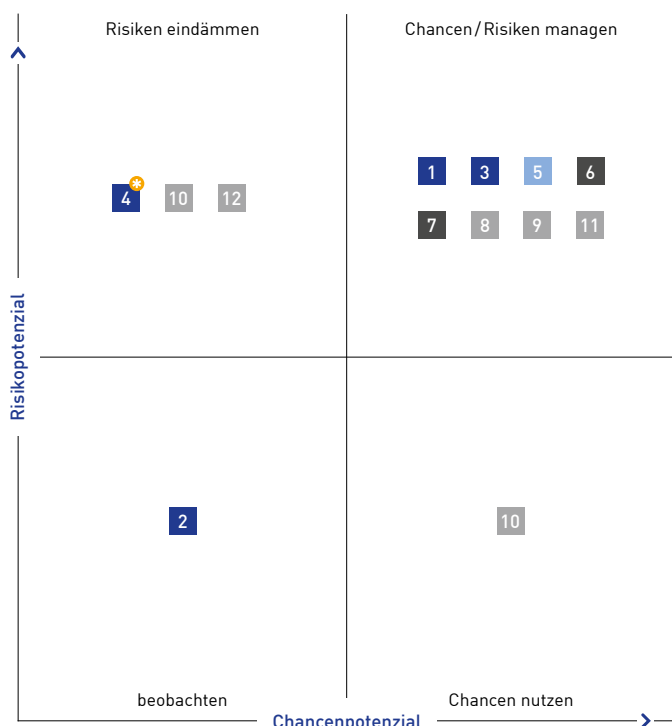 Risiken eindämmen
Chancen/Risiken managen
1 3 5 6
4* 10 12
7 8 9 11
Risikopotenzial
2
10
beobachten
Chancen nutzen
Chancenpotenzial